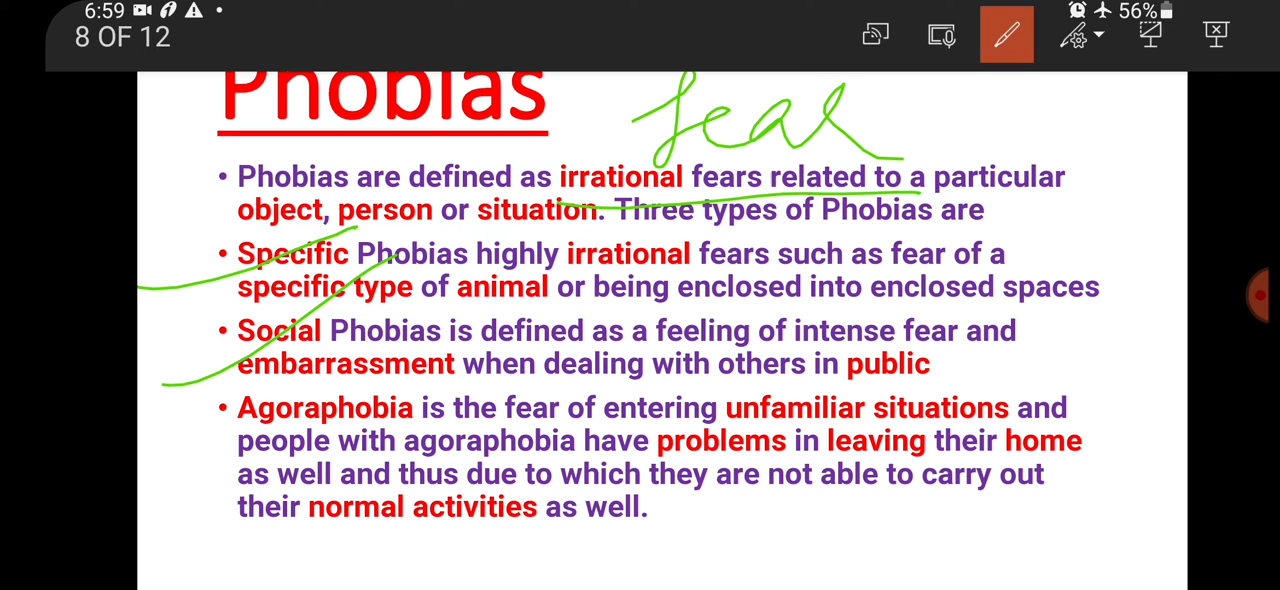 6:59
56%
8 OF 12
Phobias
fear
• Phobias are defined as irrational fears related to a particular
object, person or situation. Three types of Phobias are
• Specific Phobias highly irrational fears such as fear of a
specific type of animal or being enclosed into enclosed spaces
• Social Phobias is defined as a feeling of intense fear and
embarrassment when dealing with others in public
• Agoraphobia is the fear of entering unfamiliar situations and
people with agoraphobia have problems in leaving their home
as well and thus due to which they are not able to carry out
their normal activities as well.